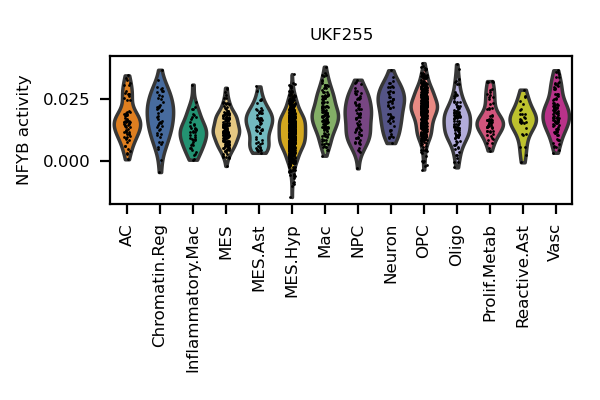 UKF255
NFYB activity
0.025
0.000
AC
Chromatin.Reg
Inflammatory.Mac
MES
MES.Ast
MES.Hyp
Mac
NPC
Neuron
OPC
Oligo
Prolif.Metab
Reactive.Ast
Vasc